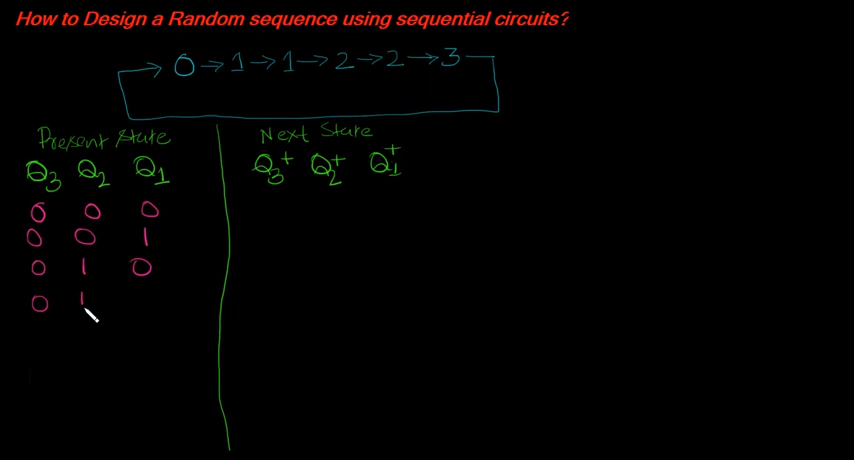 How to Design a Random sequence using sequential circuits?
0 → 1 → 1 → 2 → 2 → 3
Present State Next State
Q3 Q2 Q1 Q3+ Q2+ Q1+
0 0 0
0 0 1
0 1 0
0 1